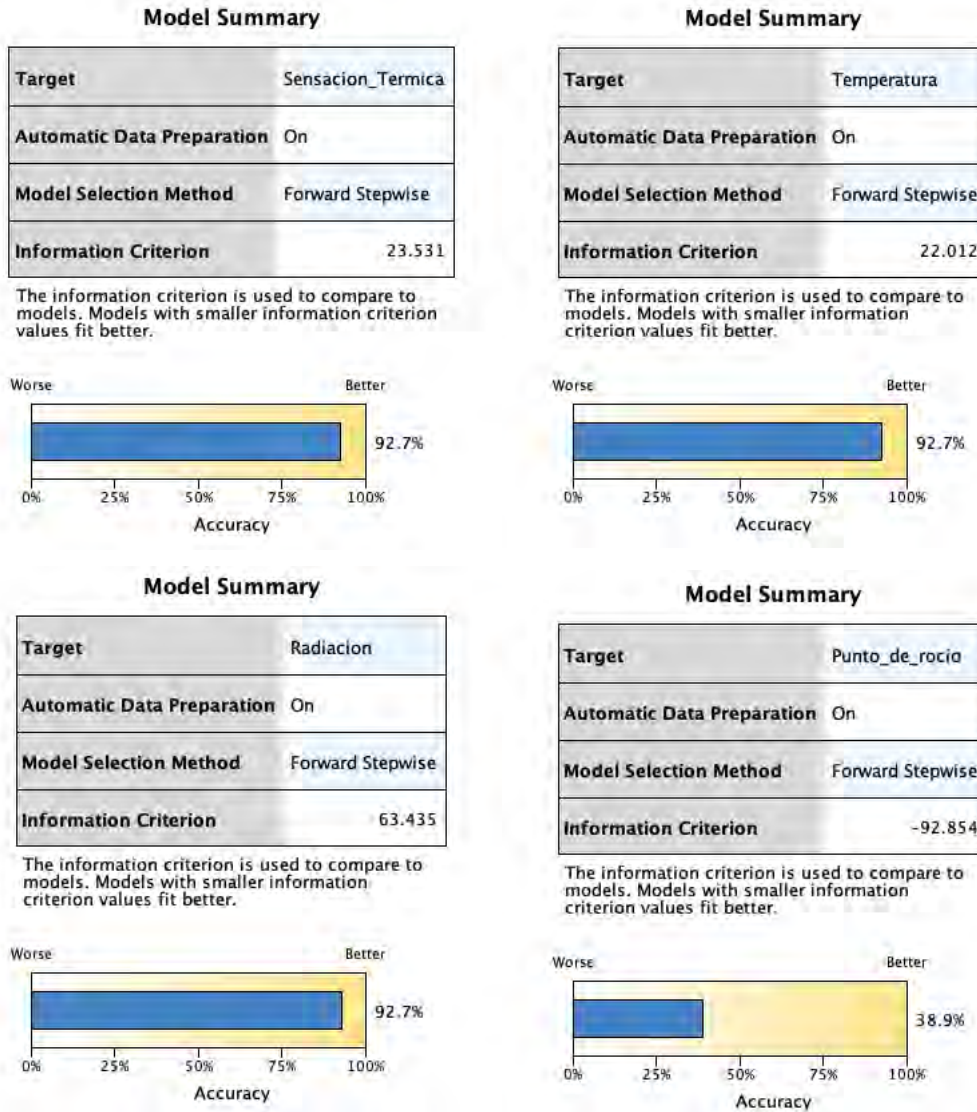 Model Summary
Target Sensacion_Termica
Automatic Data Preparation On
Model Selection Method Forward Stepwise
Information Criterion 23.531
The information criterion is used to compare to
models. Models with smaller information criterion
values fit better.
Worse Better
92.7%
0% 25% 50% 75% 100%
Accuracy
Model Summary
Target Temperatura
Automatic Data Preparation On
Model Selection Method Forward Stepwise
Information Criterion 22.012
The information criterion is used to compare to
models. Models with smaller information
criterion values fit better.
Worse Better
92.7%
0% 25% 50% 75% 100%
Accuracy
Model Summary
Target Radiacion
Automatic Data Preparation On
Model Selection Method Forward Stepwise
Information Criterion 63.435
The information criterion is used to compare to
models. Models with smaller information
criterion values fit better.
Worse Better
92.7%
0% 25% 50% 75% 100%
Accuracy
Model Summary
Target Punto_de_rocio
Automatic Data Preparation On
Model Selection Method Forward Stepwise
Information Criterion -92.854
The information criterion is used to compare to
models. Models with smaller information
criterion values fit better.
Worse Better
38.9%
0% 25% 50% 75% 100%
Accuracy